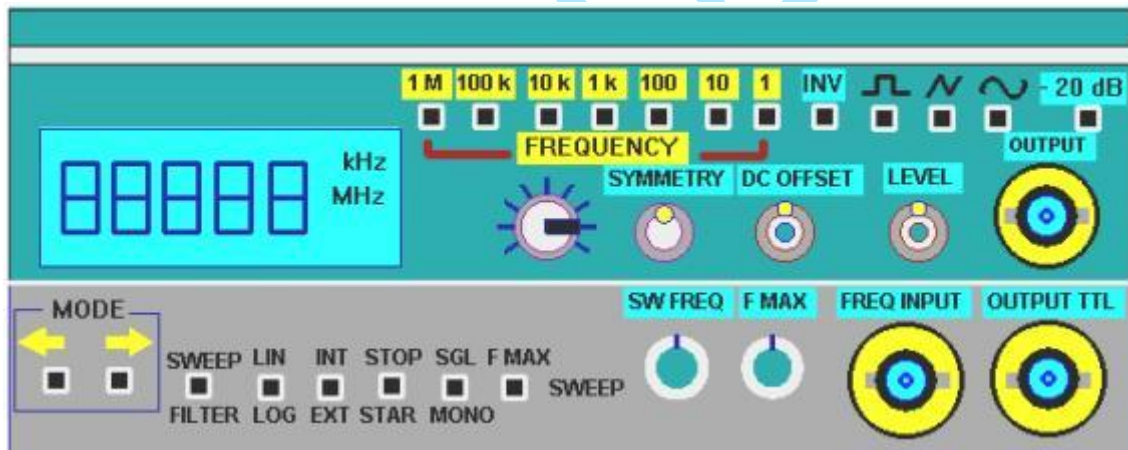 1 M 100 k 10 k 1 k 100 10 1 INV - 20 dB
FREQUENCY
OUTPUT
kHz
MHz
SYMMETRY DC OFFSET LEVEL
88888
MODE
SW FREQ F MAX FREQ INPUT OUTPUT TTL
SWEEP LIN INT STOP SGL F MAX
SWEEP
FILTER LOG EXT STAR MONO